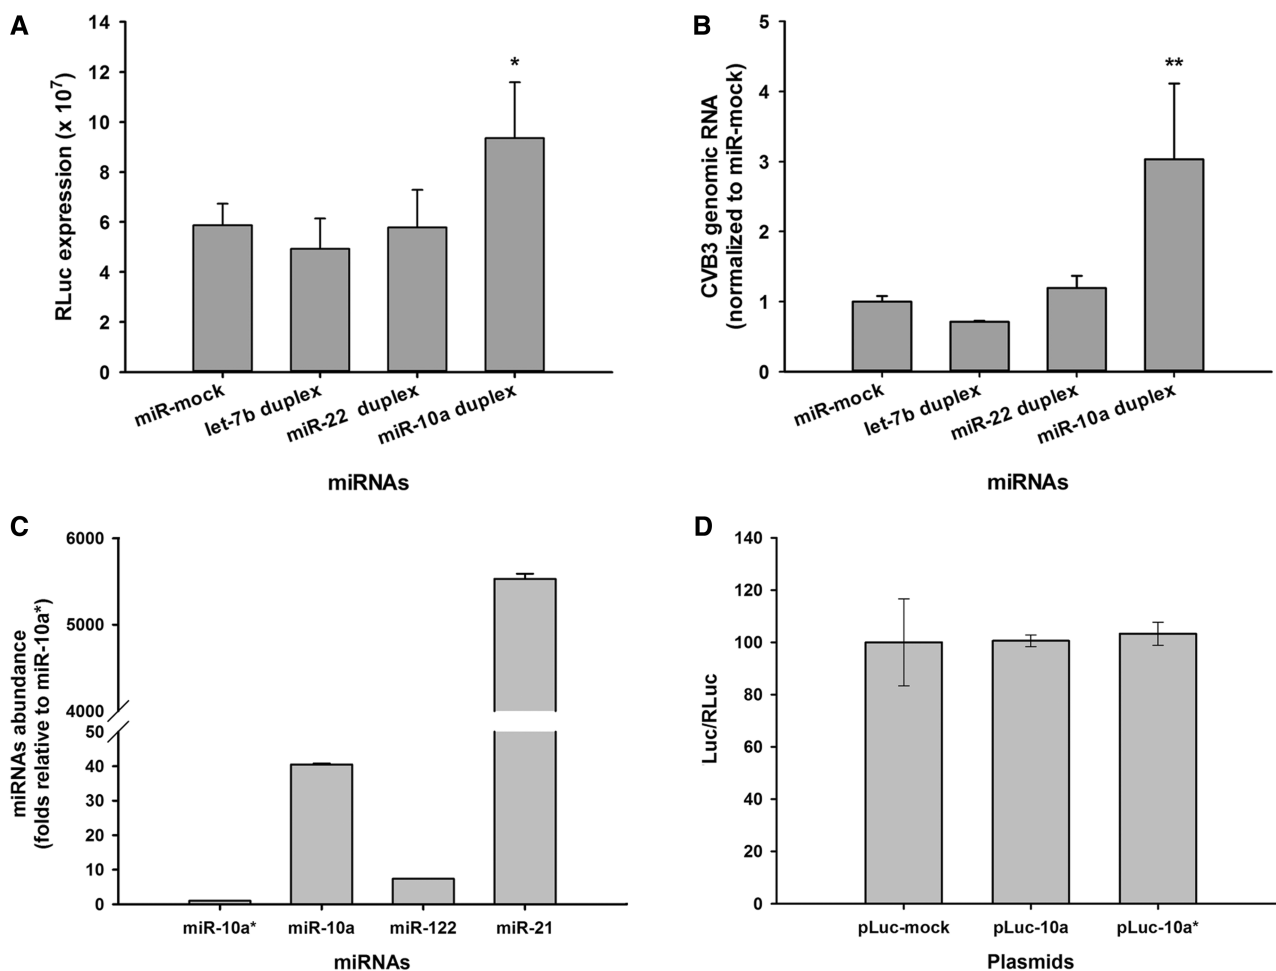 A
RLuc expression (x 10⁷)
14
12
10
8
6
4
2
0
*
miR-mock
let-7b duplex
miR-22 duplex
miR-10a duplex
miRNAs
B
CVB3 genomic RNA
(normalized to miR-mock)
5
4
3
2
1
0
**
miR-mock
let-7b duplex
miR-22 duplex
miR-10a duplex
miRNAs
C
miRNAs abundance
(folds relative to miR-10a*)
6000
5000
4000
50
40
30
20
10
0
miR-10a*
miR-10a
miR-122
miR-21
miRNAs
D
Luc/RLuc
140
120
100
80
60
40
20
0
pLuc-mock
pLuc-10a
pLuc-10a*
Plasmids